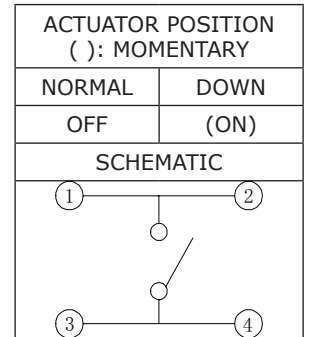 ACTUATOR POSITION
( ): MOMENTARY
NORMAL DOWN
OFF (ON)
SCHEMATIC
1 2
3 4